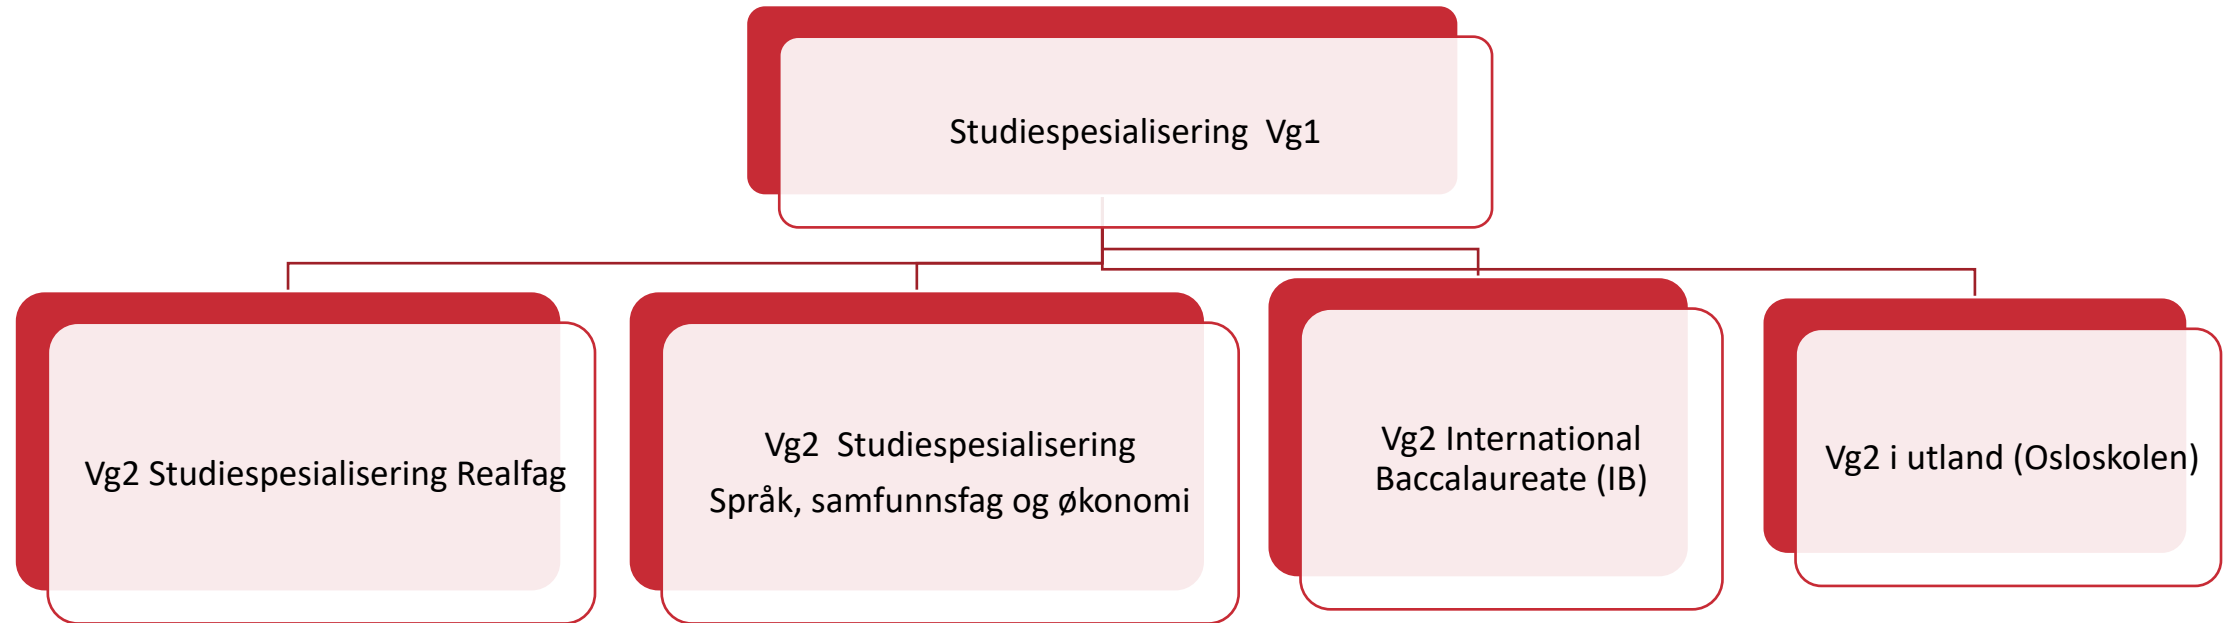 Studiespesialisering  Vg1
Vg2 Studiespesialisering Realfag
Vg2  Studiespesialisering
Språk, samfunnsfag og økonomi
Vg2 International
Baccalaureate (IB)
Vg2 i utland (Osloskolen)